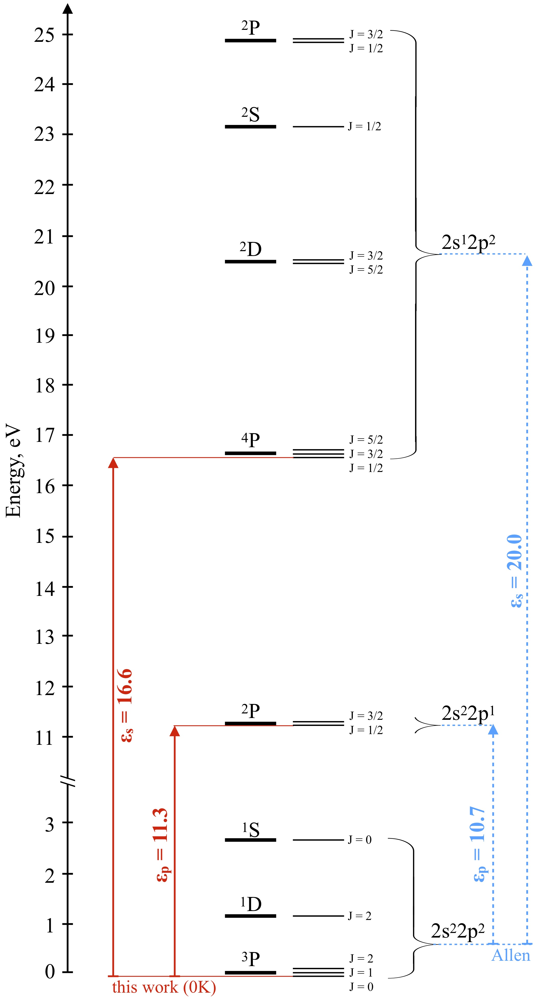 25
²P
J = 3/2
J = 1/2
24
²S
J = 1/2
23
22
21
²D
J = 3/2
J = 5/2
2s¹2p²
20
19
18
17
⁴P
J = 5/2
J = 3/2
J = 1/2
16
Energy, eV
15
εₛ = 20.0
14
13
12
εₛ = 16.6
²P
J = 3/2
J = 1/2
2s²2p¹
11
3
εₚ = 11.3
εₚ = 10.7
¹S
J = 0
2
¹D
J = 2
1
2s²2p²
³P
J = 2
J = 1
J = 0
0
Allen
this work (0K)